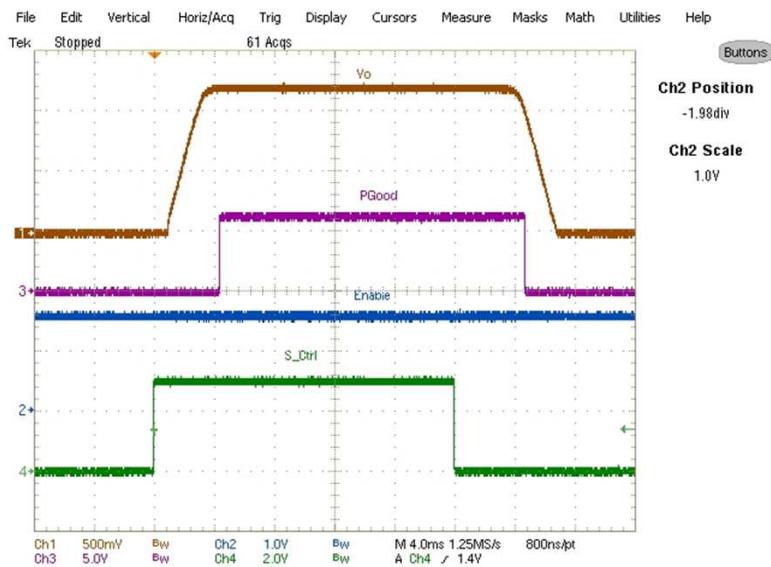 File Edit Vertical Horiz/Acq Trig Display Cursors Measure Masks Math Utilities Help
Tek Stopped 61 Acqs
Buttons
Vo
Ch2 Position
-1.98div
Ch2 Scale
1.0V
PGood
3
Enable
S_Ctrl
2
4
Ch1 500mV Bw Ch2 1.0V Bw M 4.0ms 1.25MS/s 800ns/pt
Ch3 5.0V Bw Ch4 2.0V Bw A Ch4 ∫ 1.4V